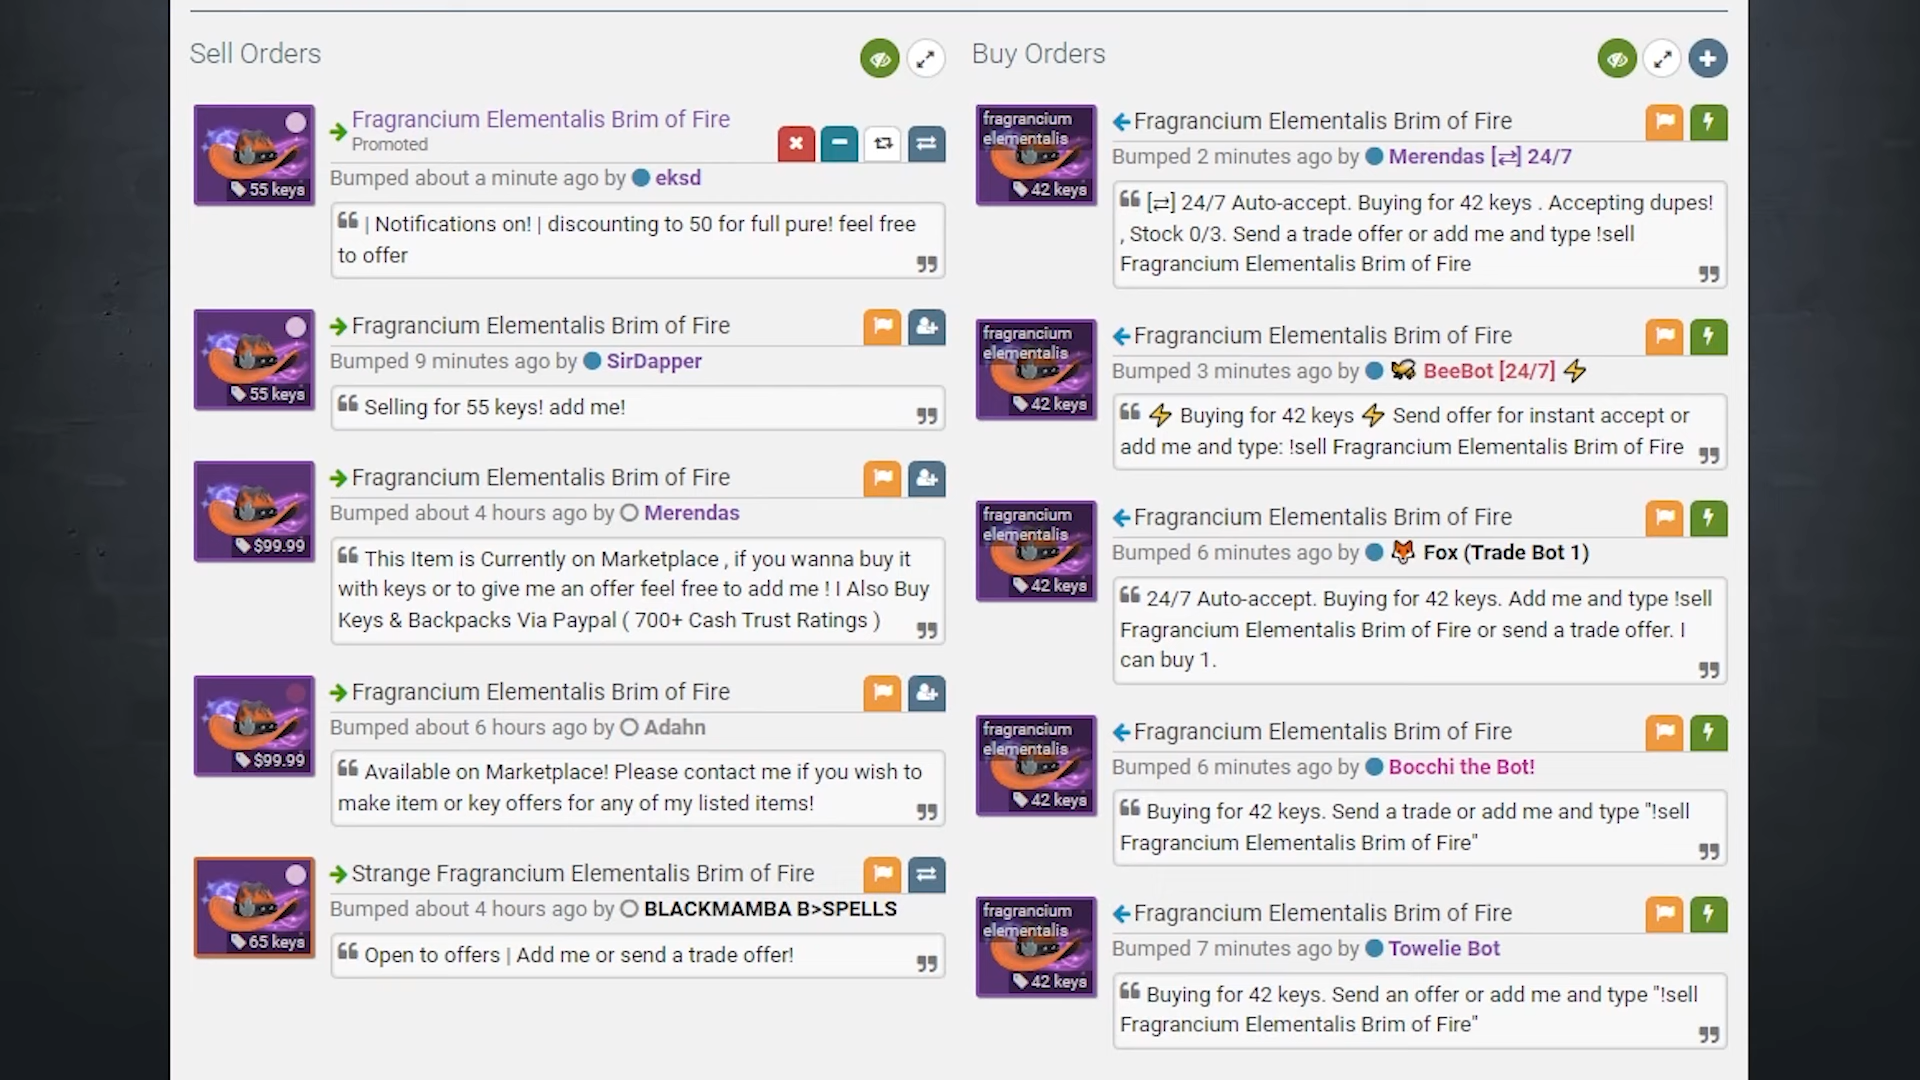 Sell Orders
Fragrancium Elementalis Brim of Fire
Promoted
55 keys
Bumped about a minute ago by eksd
| Notifications on! | discounting to 50 for full pure! feel free
to offer
Fragrancium Elementalis Brim of Fire
Bumped 9 minutes ago by SirDapper
55 keys
Selling for 55 keys! add me!
Fragrancium Elementalis Brim of Fire
Bumped about 4 hours ago by Merendas
$99.99
This Item is Currently on Marketplace , if you wanna buy it
with keys or to give me an offer feel free to add me ! I Also Buy
Keys & Backpacks Via Paypal ( 700+ Cash Trust Ratings )
Fragrancium Elementalis Brim of Fire
Bumped about 6 hours ago by Adahn
$99.99
Available on Marketplace! Please contact me if you wish to
make item or key offers for any of my listed items!
Strange Fragrancium Elementalis Brim of Fire
Bumped about 4 hours ago by BLACKMAMBA B>SPELLS
65 keys
Open to offers | Add me or send a trade offer!
Buy Orders
fragrancium
elementalis
42 keys
Fragrancium Elementalis Brim of Fire
Bumped 2 minutes ago by Merendas [⇄] 24/7
[⇄] 24/7 Auto-accept. Buying for 42 keys . Accepting dupes!
, Stock 0/3. Send a trade offer or add me and type !sell
Fragrancium Elementalis Brim of Fire
fragrancium
elementalis
42 keys
Fragrancium Elementalis Brim of Fire
Bumped 3 minutes ago by 🐝 BeeBot [24/7] ⚡
⚡ Buying for 42 keys ⚡ Send offer for instant accept or
add me and type: !sell Fragrancium Elementalis Brim of Fire
fragrancium
elementalis
42 keys
Fragrancium Elementalis Brim of Fire
Bumped 6 minutes ago by 🦊 Fox (Trade Bot 1)
24/7 Auto-accept. Buying for 42 keys. Add me and type !sell
Fragrancium Elementalis Brim of Fire or send a trade offer. I
can buy 1.
fragrancium
elementalis
42 keys
Fragrancium Elementalis Brim of Fire
Bumped 6 minutes ago by Bocchi the Bot!
Buying for 42 keys. Send a trade or add me and type "!sell
Fragrancium Elementalis Brim of Fire"
fragrancium
elementalis
42 keys
Fragrancium Elementalis Brim of Fire
Bumped 7 minutes ago by Towelie Bot
Buying for 42 keys. Send an offer or add me and type "!sell
Fragrancium Elementalis Brim of Fire"